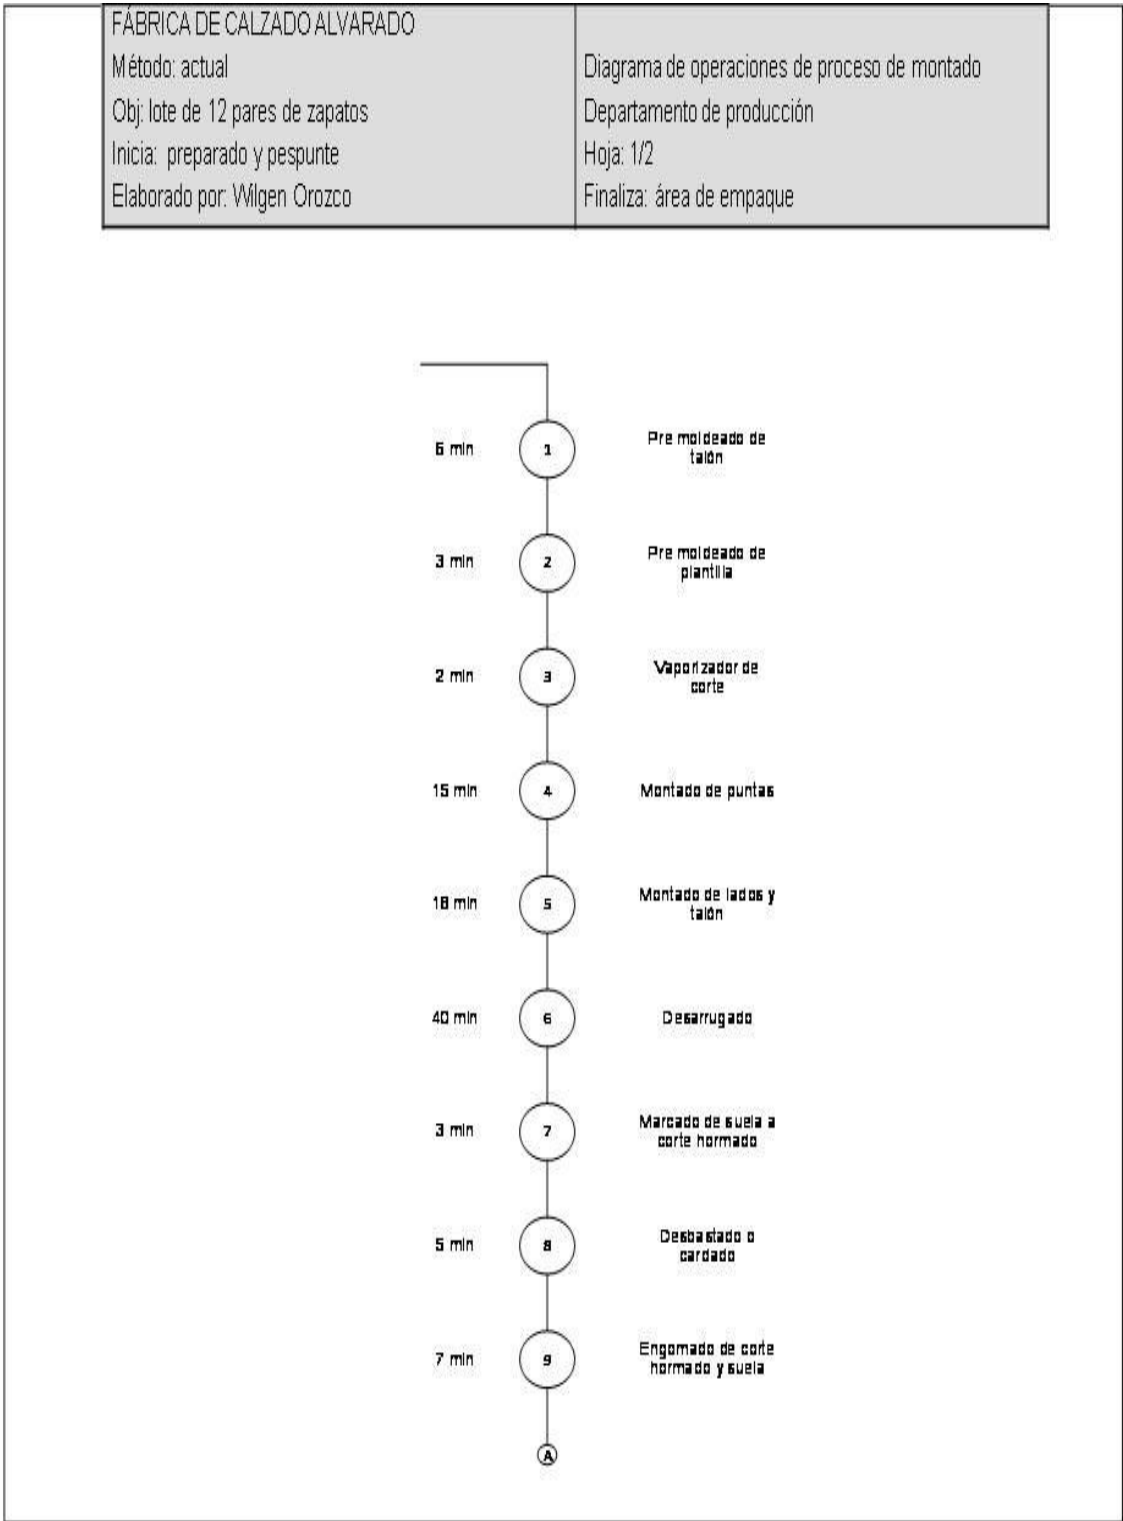 FÁBRICA DE CALZADO ALVARADO
Método: actual
Obj: lote de 12 pares de zapatos
Inicia: preparado y pespunte
Elaborado por: Wilgen Orozco
Diagrama de operaciones de proceso de montado
Departamento de producción
Hoja: 1/2
Finaliza: área de empaque
6 min
1
Pre moldeado de
talón
3 min
2
Pre moldeado de
plantilla
2 min
3
Vaporizador de
corte
15 min
4
Montado de puntas
18 min
5
Montado de lados y
talón
40 min
6
Desarrugado
3 min
7
Marcado de suela a
corte hormado
5 min
8
Desbastado o
cardado
7 min
9
Engomado de corte
hormado y suela
A